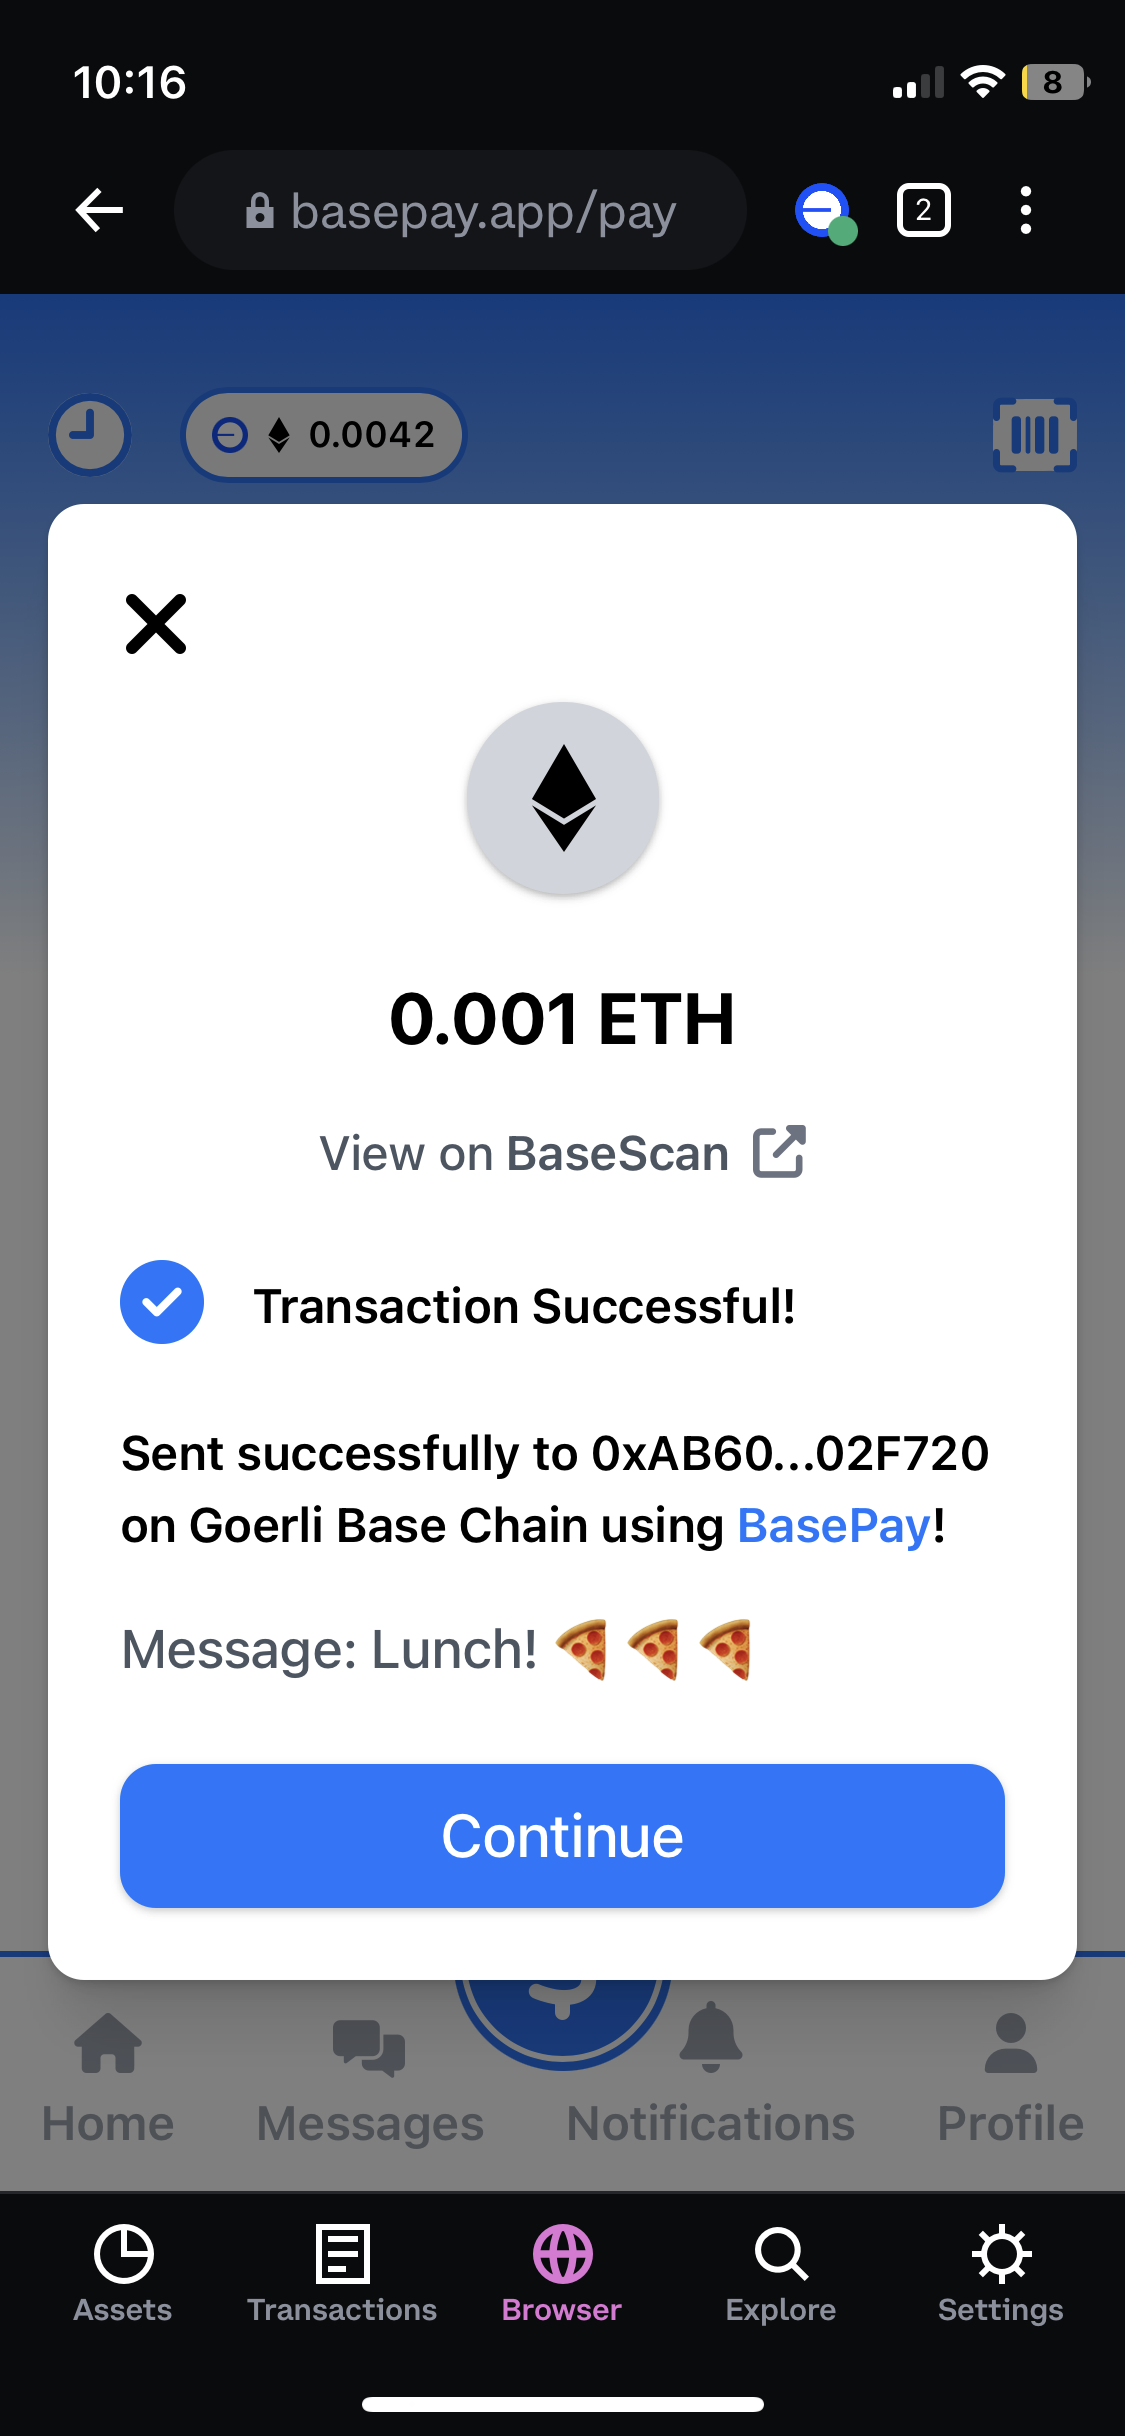 10:16
8
basepay.app/pay
2
0.0042
0.001 ETH
View on BaseScan
Transaction Successful!
Sent successfully to 0xAB60...02F720
on Goerli Base Chain using BasePay!
Message: Lunch! 🍕🍕🍕
Continue
Home Messages Notifications Profile
Assets Transactions Browser Explore Settings